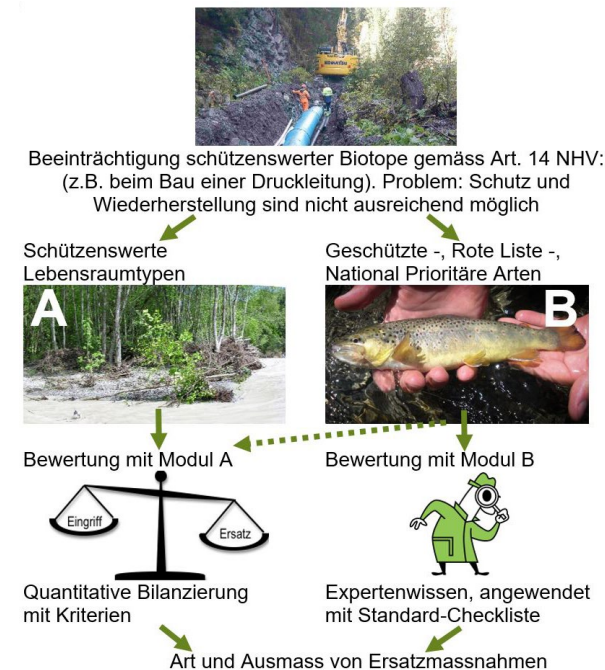 KOMATSU
Beeinträchtigung schützenswerter Biotope gemäss Art. 14 NHV:
(z.B. beim Bau einer Druckleitung). Problem: Schutz und
Wiederherstellung sind nicht ausreichend möglich
Schützenswerte
Lebensraumtypen
Geschützte -, Rote Liste -,
National Prioritäre Arten
A
B
Bewertung mit Modul A
Bewertung mit Modul B
Eingriff
Ersatz
Quantitative Bilanzierung
mit Kriterien
Expertenwissen, angewendet
mit Standard-Checkliste
Art und Ausmass von Ersatzmassnahmen